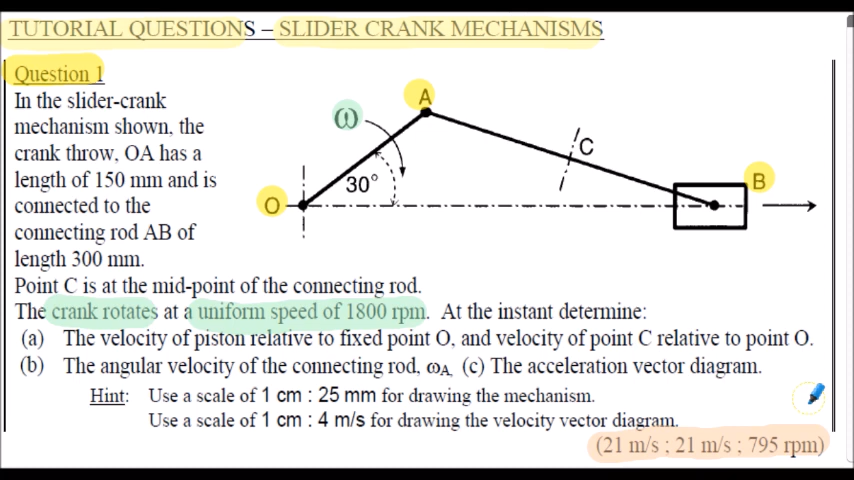 TUTORIAL QUESTIONS – SLIDER CRANK MECHANISMS
Question 1
In the slider-crank
mechanism shown, the
crank throw, OA has a
length of 150 mm and is
connected to the
connecting rod AB of
length 300 mm.
A
ω
C
30°
O
B
Point C is at the mid-point of the connecting rod.
The crank rotates at a uniform speed of 1800 rpm. At the instant determine:
(a) The velocity of piston relative to fixed point O, and velocity of point C relative to point O.
(b) The angular velocity of the connecting rod, ωA, (c) The acceleration vector diagram.
Hint: Use a scale of 1 cm : 25 mm for drawing the mechanism.
Use a scale of 1 cm : 4 m/s for drawing the velocity vector diagram.
(21 m/s ; 21 m/s ; 795 rpm)